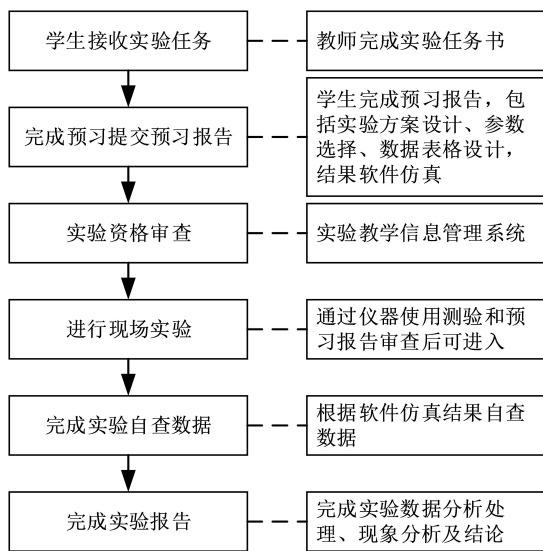 学生接收实验任务
教师完成实验任务书
完成预习提交预习报告
学生完成预习报告，包
括实验方案设计、参数
选择、数据表格设计，
结果软件仿真
实验资格审查
实验教学信息管理系统
进行现场实验
通过仪器使用测验和预
习报告审查后可进入
完成实验自查数据
根据软件仿真结果自查
数据
完成实验报告
完成实验数据分析处
理、现象分析及结论